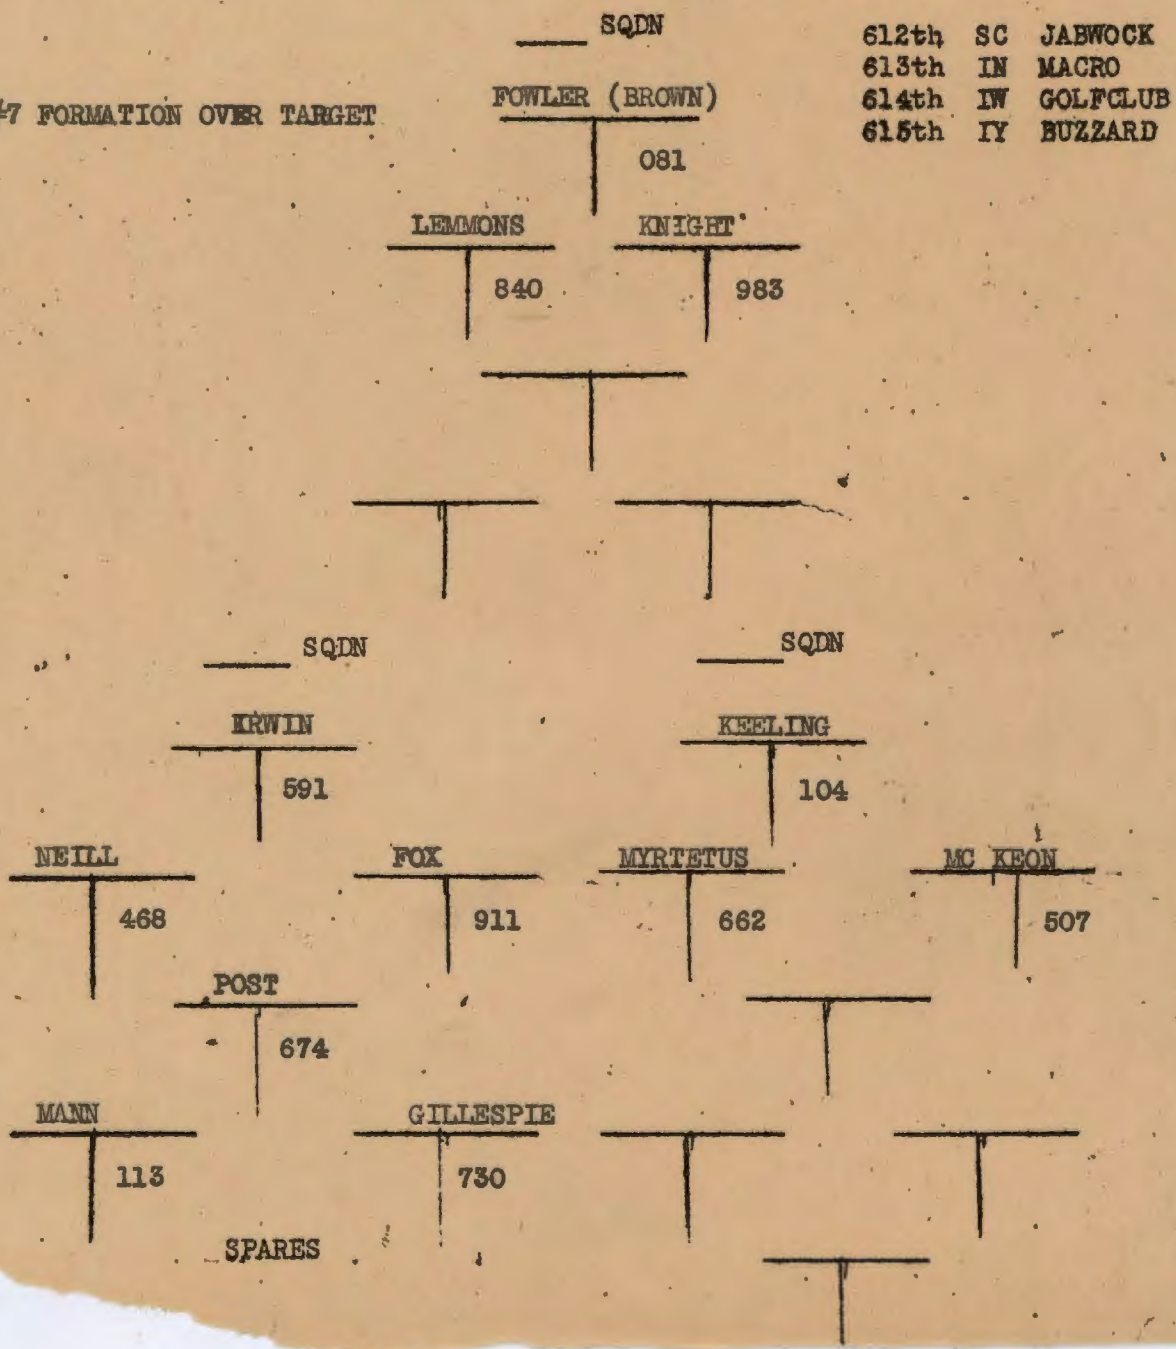 SQDN
612th SC JABWOCK
613th IN MACRO
614th IW GOLFCLUB
615th IY BUZZARD
FORMATION OVER TARGET
FOWLER (BROWN)
081
LEMMONS KNIGHT
840 983
SQDN SQDN
ERWIN KEELING
591 104
NEILL FOX MYRTETUS MC KEON
468 911 662 507
POST
674
MANN GILLESPIE
113 730
SPARES